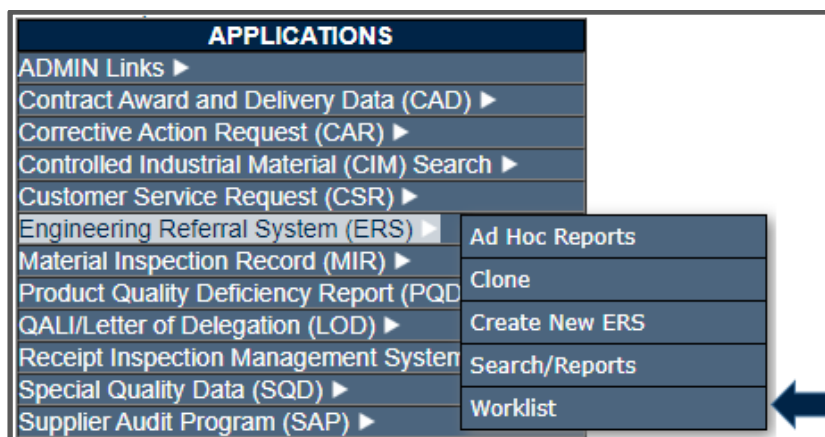 APPLICATIONS
ADMIN Links ▶
Contract Award and Delivery Data (CAD) ▶
Corrective Action Request (CAR) ▶
Controlled Industrial Material (CIM) Search ▶
Customer Service Request (CSR) ▶
Engineering Referral System (ERS) ▶
Material Inspection Record (MIR) ▶
Product Quality Deficiency Report (PQD
QALI/Letter of Delegation (LOD) ▶
Receipt Inspection Management System
Special Quality Data (SQD) ▶
Supplier Audit Program (SAP) ▶
Ad Hoc Reports
Clone
Create New ERS
Search/Reports
Worklist